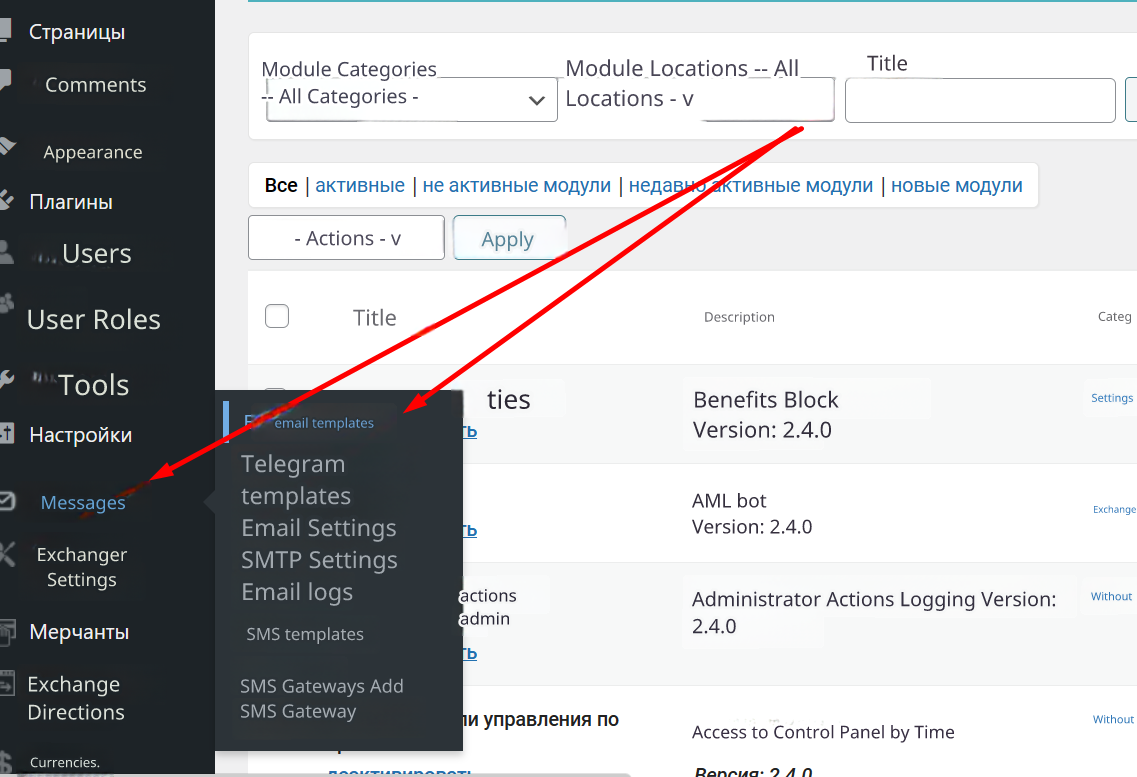 Страницы
Comments
Appearance
Плагины
Users
User Roles
Tools
Настройки
Messages
Exchanger
Settings
Мерчанты
Exchange
Directions
Currencies.
email templates
Telegram
templates
Email Settings
SMTP Settings
Email logs
SMS templates
SMS Gateways Add
SMS Gateway
Module Categories
-- All Categories -
Module Locations -- All
Locations - v
Title
Все | активные | не активные модули | недавно активные модули | новые модули
- Actions - v
Apply
Title Description Categ
ties
ть
Benefits Block
Version: 2.4.0
Settings
ть
AML bot
Version: 2.4.0
Exchange
actions
admin
ть
Administrator Actions Logging Version:
2.4.0
Without
ли управления по
деактивировать
Access to Control Panel by Time
Версия: 2.4.0
Without